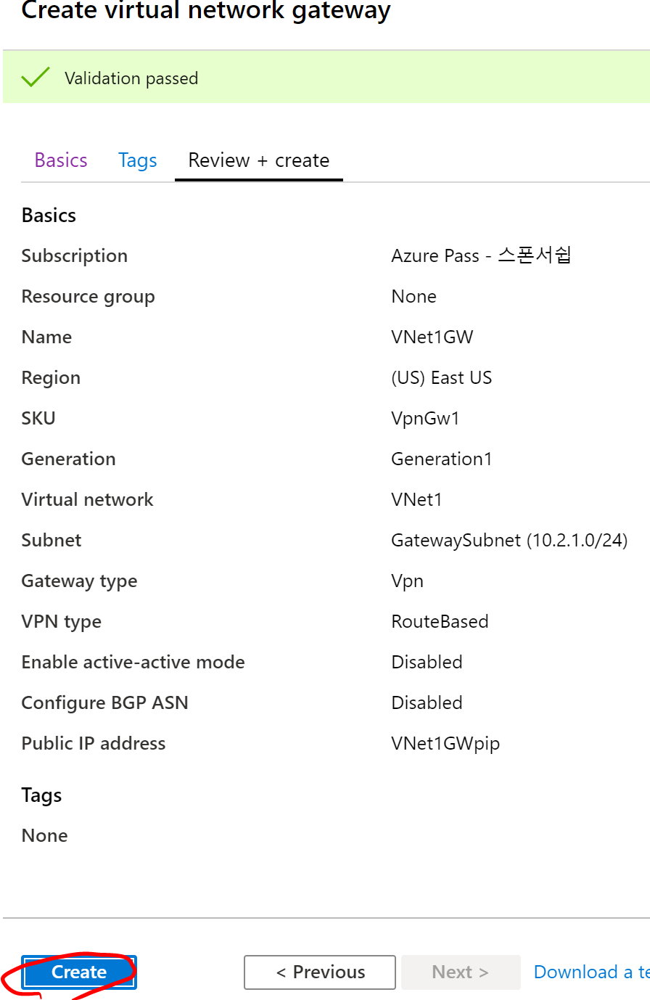 Create virtual network gateway
Validation passed
Basics Tags Review + create
Basics
Subscription Azure Pass - 스폰서쉽
Resource group None
Name VNet1GW
Region (US) East US
SKU VpnGw1
Generation Generation1
Virtual network VNet1
Subnet GatewaySubnet (10.2.1.0/24)
Gateway type Vpn
VPN type RouteBased
Enable active-active mode Disabled
Configure BGP ASN Disabled
Public IP address VNet1GWpip
Tags
None
Create < Previous Next > Download a